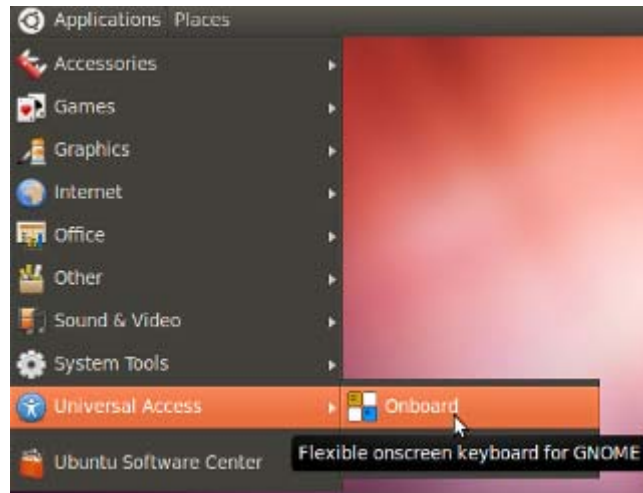 Applications Places
Accessories
Games
Graphics
Internet
Office
Other
Sound & Video
System Tools
Universal Access
Onboard
Flexible onscreen keyboard for GNOME
Ubuntu Software Center